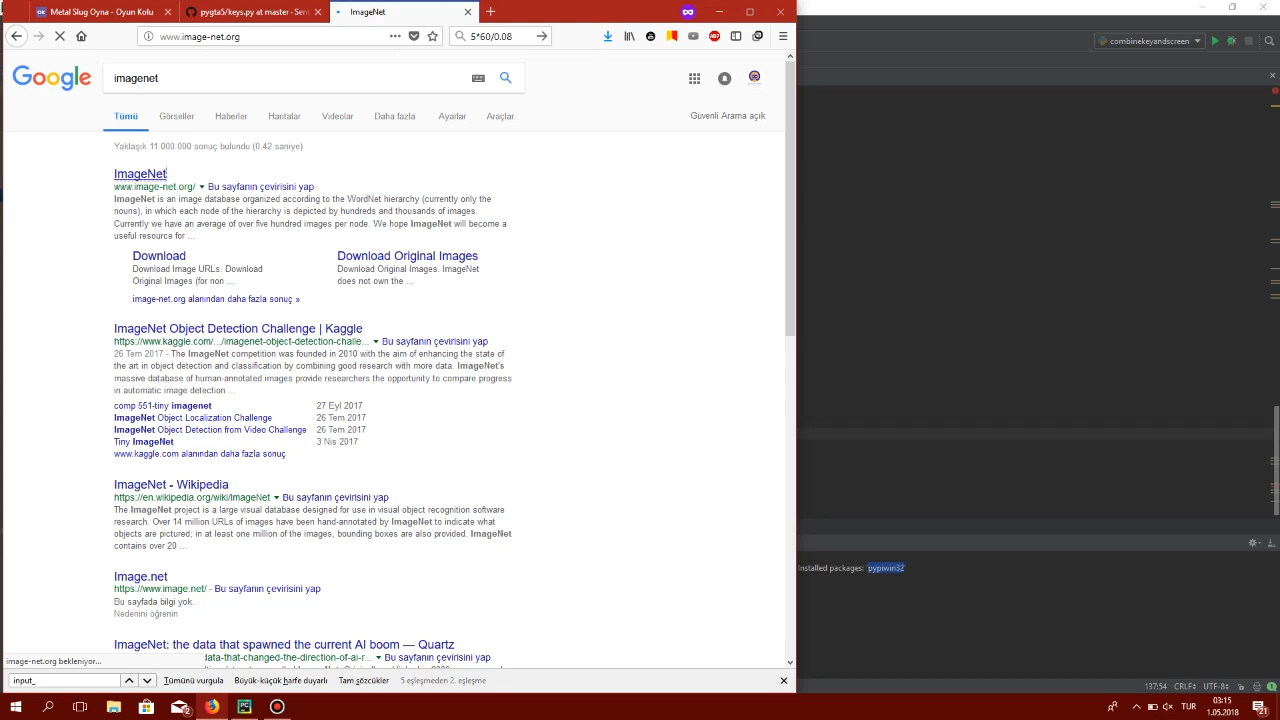 Metal Slug Oyna - Oyun Kolu
pygta5/keys.py at master · Sent
ImageNet
www.image-net.org
5*60/0.08
combinekeyandscreen
Google
imagenet
Tümü
Görseller
Haberler
Haritalar
Videolar
Daha fazla
Ayarlar
Araçlar
Güvenli Arama açık
Yaklaşık 11.000.000 sonuç bulundu (0,42 saniye)
ImageNet
www.image-net.org/ Bu sayfanın çevirisini yap
ImageNet is an image database organized according to the WordNet hierarchy (currently only the
nouns), in which each node of the hierarchy is depicted by hundreds and thousands of images.
Currently we have an average of over five hundred images per node. We hope ImageNet will become a
useful resource for ...
Download
Download Image URLs. Download
Original Images (for non ...
Download Original Images
Download Original Images. ImageNet
does not own the ...
image-net.org alanından daha fazla sonuç »
ImageNet Object Detection Challenge | Kaggle
https://www.kaggle.com/.../imagenet-object-detection-challe... Bu sayfanın çevirisini yap
26 Tem 2017 - The ImageNet competition was founded in 2010 with the aim of enhancing the state of
the art in object detection and classification by combining good research with more data. ImageNet's
massive database of human-annotated images provide researchers the opportunity to compare progress
in automatic image detection ...
comp 551-tiny imagenet 27 Eyl 2017
ImageNet Object Localization Challenge 26 Tem 2017
ImageNet Object Detection from Video Challenge 26 Tem 2017
Tiny ImageNet 3 Nis 2017
www.kaggle.com alanından daha fazla sonuç
ImageNet - Wikipedia
https://en.wikipedia.org/wiki/ImageNet Bu sayfanın çevirisini yap
The ImageNet project is a large visual database designed for use in visual object recognition software
research. Over 14 million URLs of images have been hand-annotated by ImageNet to indicate what
objects are pictured; in at least one million of the images, bounding boxes are also provided. ImageNet
contains over 20 ...
Image.net
https://www.image.net/ - Bu sayfanın çevirisini yap
Bu sayfada bilgi yok.
Nedenini öğrenin
ImageNet: the data that spawned the current AI boom — Quartz
data-that-changed-the-direction-of-ai-r... Bu sayfanın çevirisini yap
image-net.org bekleniyor...
input_
Tümünü vurgula
Büyük-küçük harfe duyarlı
Tam sözcükler
5 eşleşmeden 2. eşleşme
Installed packages: 'pypiwin32'
137:54 CRLF÷ UTF-8÷
TUR
03:15
1.05.2018
21